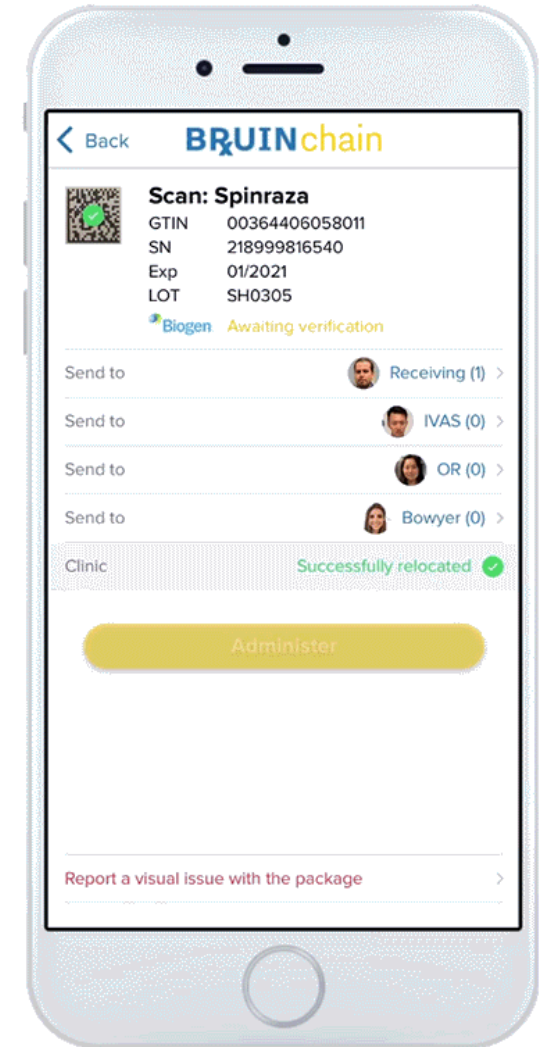 Back BRUINchain
Scan: Spinraza
GTIN 00364406058011
SN 218999816540
Exp 01/2021
LOT SH0305
Biogen Awaiting verification
Send to Receiving (1)
Send to IVAS (0)
Send to OR (0)
Send to Bowyer (0)
Clinic Successfully relocated
Administer
Report a visual issue with the package